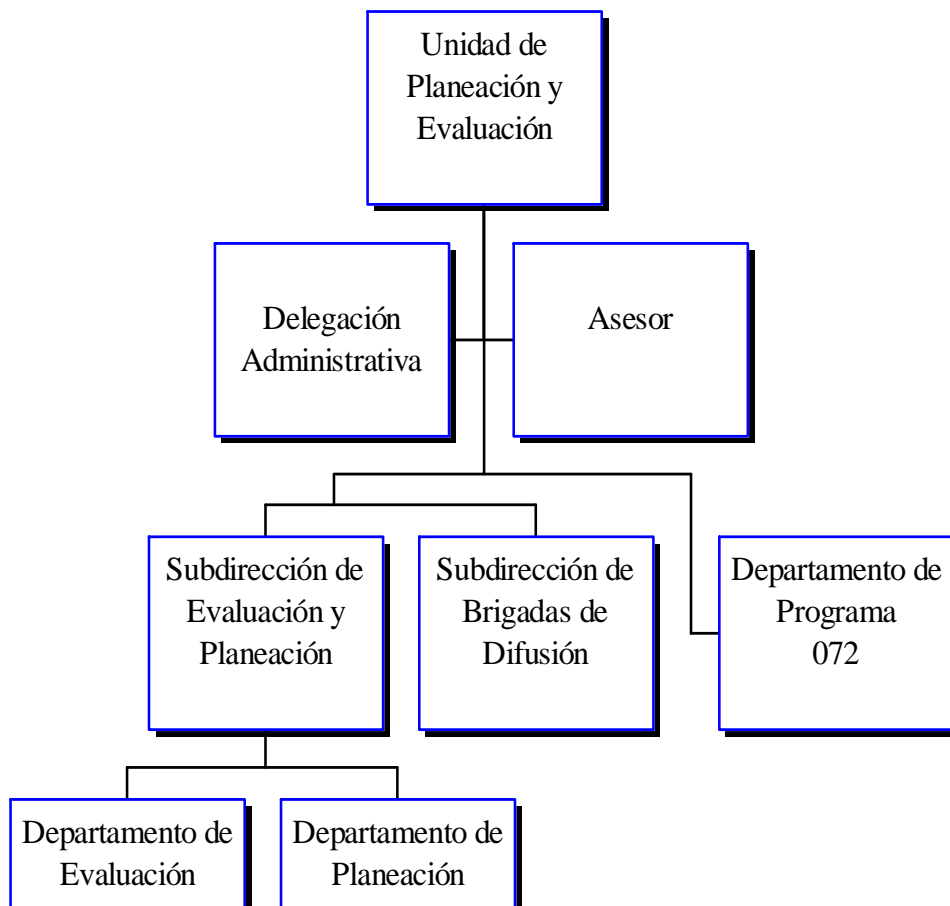 Unidad de
Planeación y
Evaluación
Delegación
Administrativa
Asesor
Subdirección de
Evaluación y
Planeación
Subdirección de
Brigadas de
Difusión
Departamento de
Programa
072
Departamento de
Evaluación
Departamento de
Planeación